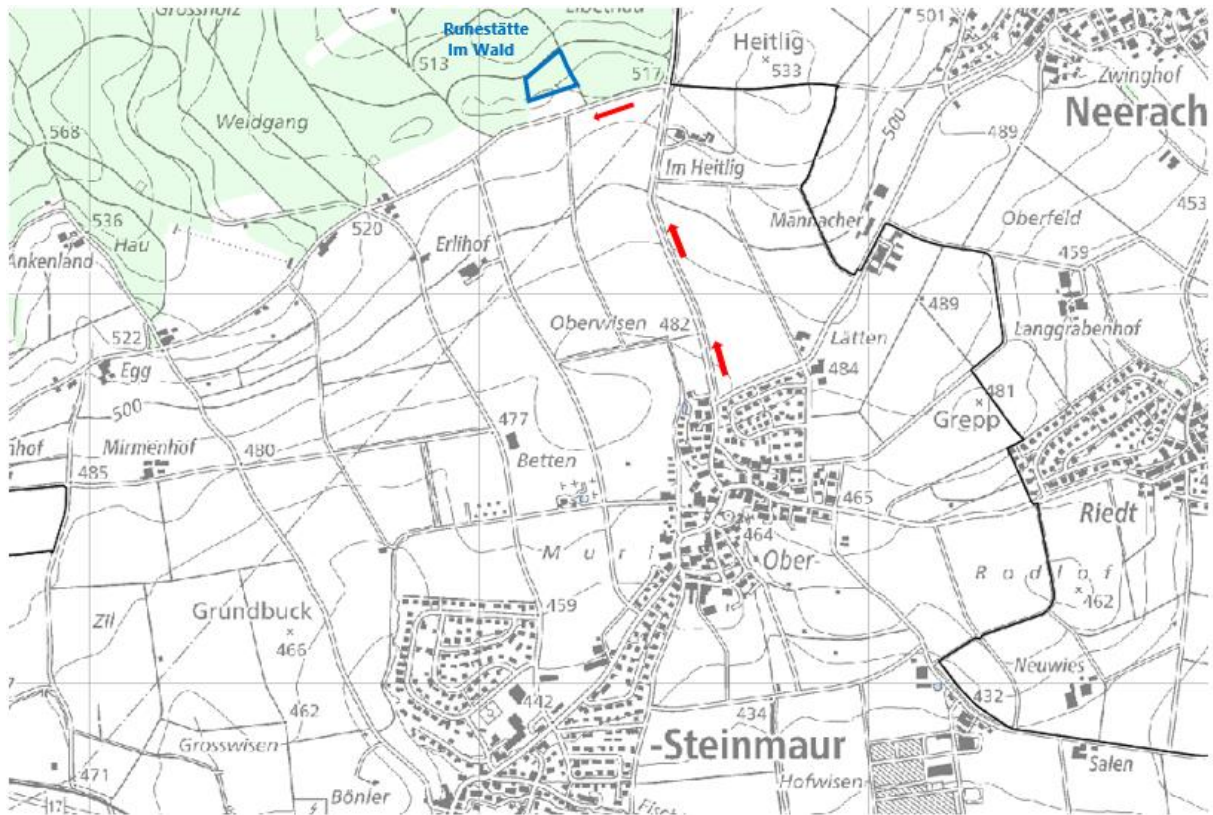 Grossholz
Ruhestätte
Im Wald
513
517
Heitlig
533
501
Zwinghof
Neerach
Weidgang
568
500
489
Im Heitlig
536
Hau
Ankenland
520
Erlihof
Mannacher
Oberfeld
453
459
522
Oberwisen
482
489
Langgrabenhof
Lätten
484
Egg
500
481
Grepp
477
Mirmenhof
480
Betten
485
465
464
Riedt
Muri
Ober-
Rodlof
462
459
Zil
Gründbuck
466
Neuwies
432
462
442
434
Grosswisen
-Steinmaur
471
Hofwisen
Salen
Bönler
17